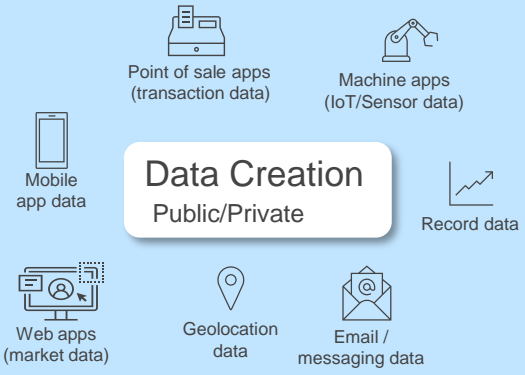 Point of sale apps
(transaction data)
Machine apps
(IoT/Sensor data)
Mobile
app data
Data Creation
Public/Private
Record data
Web apps
(market data)
Geolocation
data
Email /
messaging data